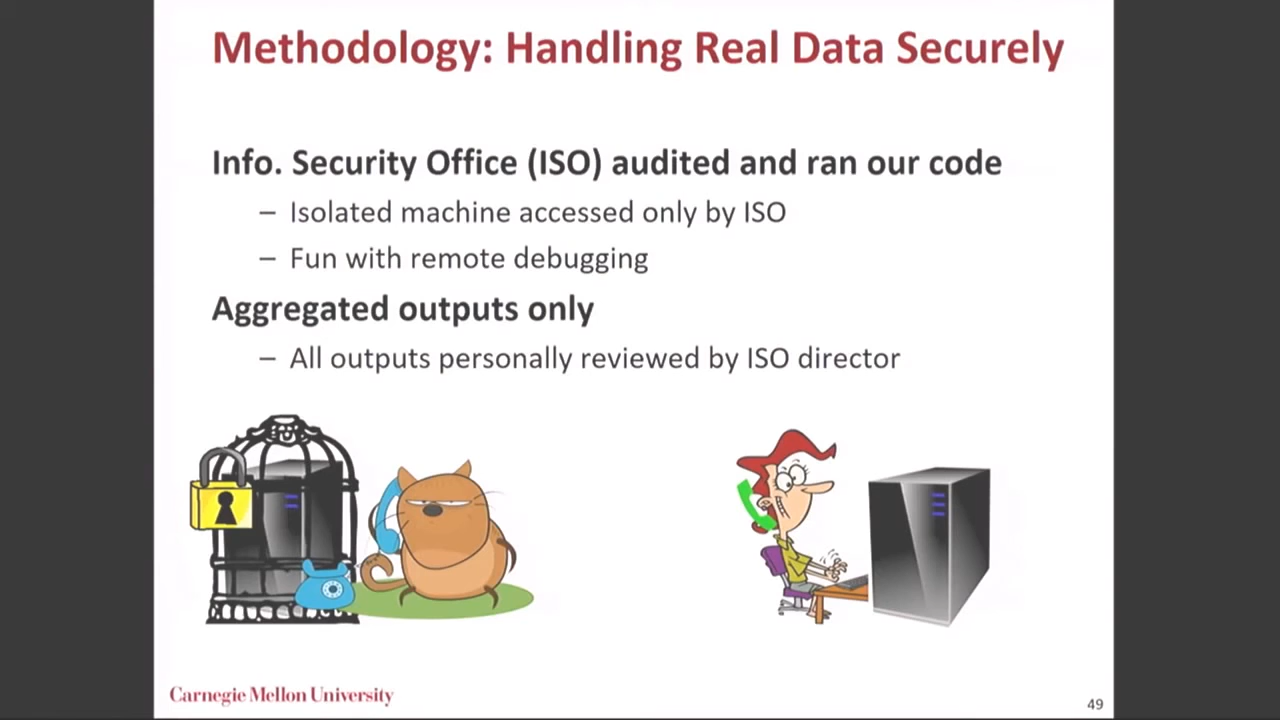 Methodology: Handling Real Data Securely
Info. Security Office (ISO) audited and ran our code
– Isolated machine accessed only by ISO
– Fun with remote debugging
Aggregated outputs only
– All outputs personally reviewed by ISO director
Carnegie Mellon University
49